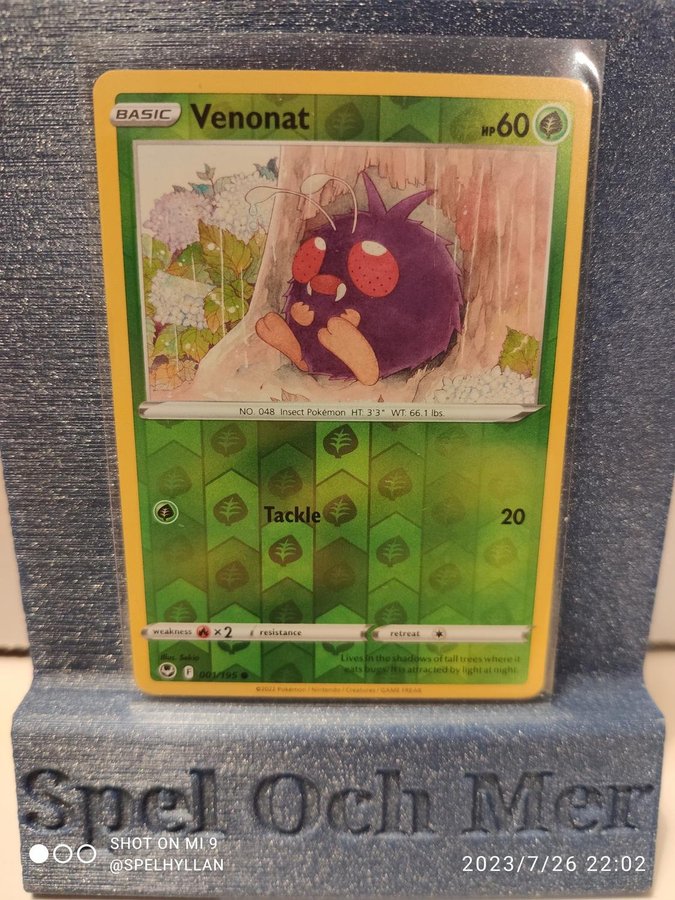 BASIC Venonat HP60
NO. 048 Insect Pokémon HT: 3'3" WT: 66.1 lbs.
Tackle 20
weakness ×2 resistance retreat
Illus. Sekio
Lives in the shadows of tall trees where it
eats bugs. It is attracted by light at night.
F 001/195
©2022 Pokémon / Nintendo / Creatures / GAME FREAK
Spel Och Mer
SHOT ON MI 9
@SPELHYLLAN
2023/7/26 22:02